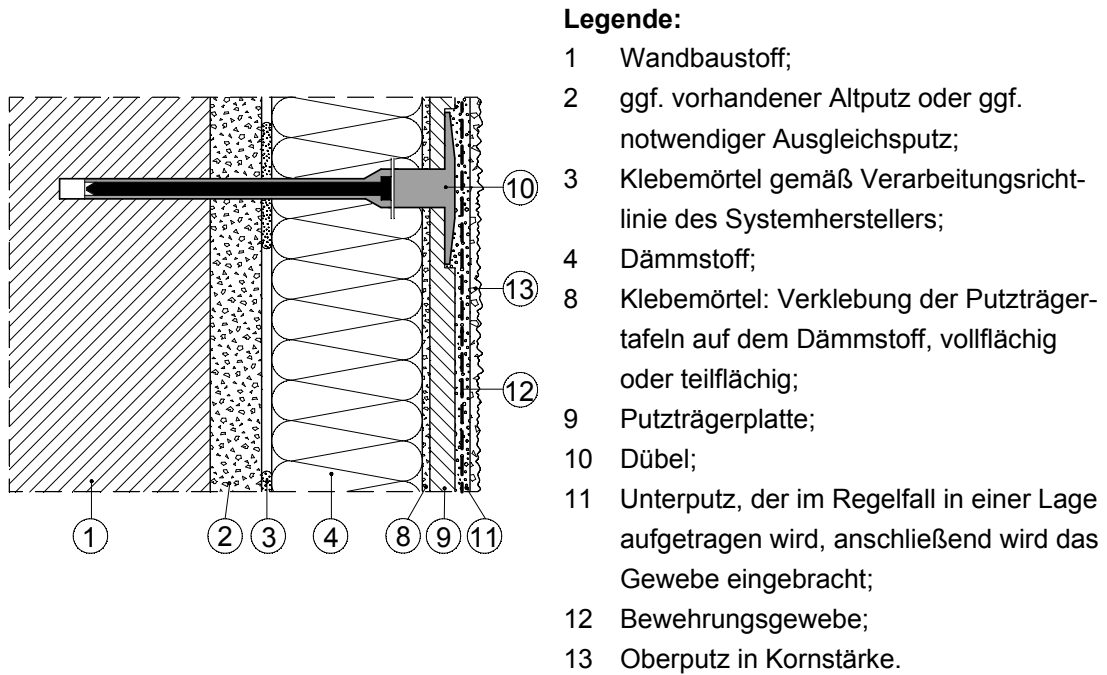 Legende:
1 Wandbaustoff;
2 ggf. vorhandener Altputz oder ggf.
notwendiger Ausgleichsputz;
3 Klebemörtel gemäß Verarbeitungsricht-
linie des Systemherstellers;
4 Dämmstoff;
8 Klebemörtel: Verklebung der Putzträger-
tafeln auf dem Dämmstoff, vollflächig
oder teilflächig;
9 Putzträgerplatte;
10 Dübel;
11 Unterputz, der im Regelfall in einer Lage
aufgetragen wird, anschließend wird das
Gewebe eingebracht;
12 Bewehrungsgewebe;
13 Oberputz in Kornstärke.
10
13
12
1 2 3 4 8 9 11